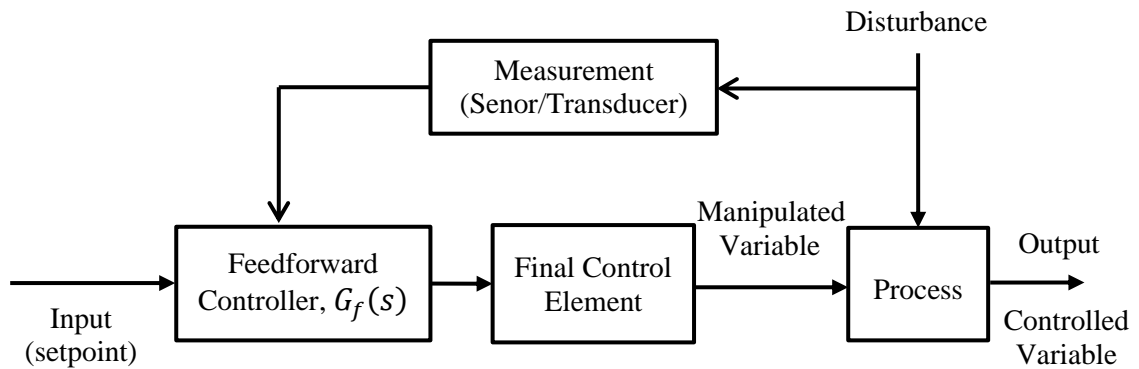 Disturbance
Measurement
(Senor/Transducer)
Manipulated
Variable
Feedforward
Controller, G_f(s)
Final Control
Element
Process
Output
Input
(setpoint)
Controlled
Variable